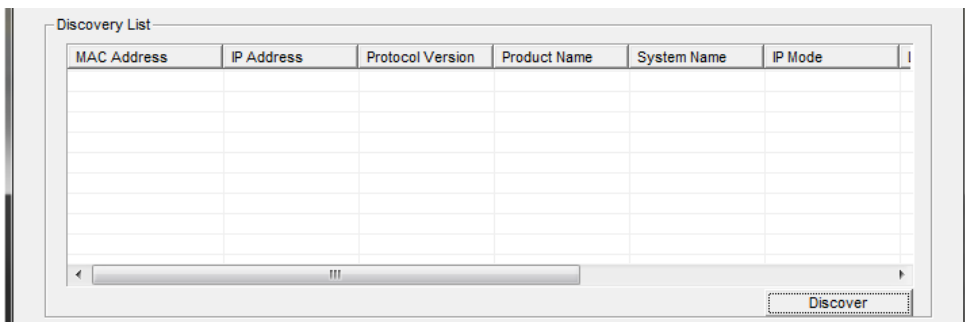 Discovery List
MAC Address IP Address Protocol Version Product Name System Name IP Mode
Discover